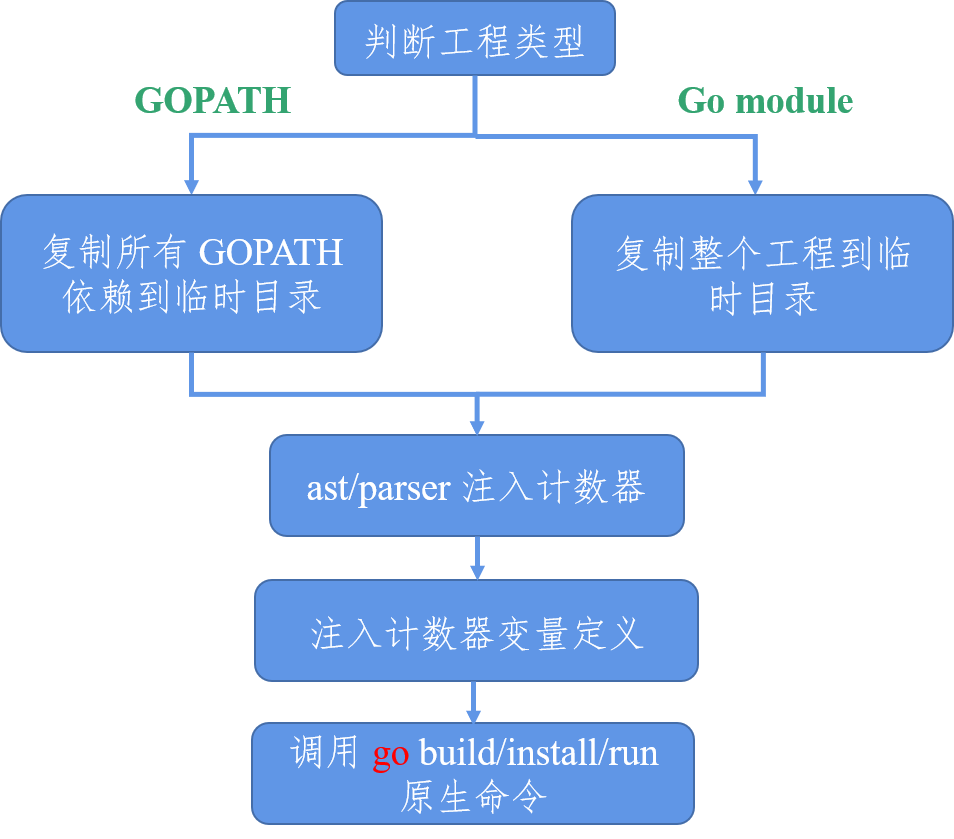 判断工程类型
GOPATH
Go module
复制所有 GOPATH
依赖到临时目录
复制整个工程到临
时目录
ast/parser 注入计数器
注入计数器变量定义
调用 go build/install/run
原生命令